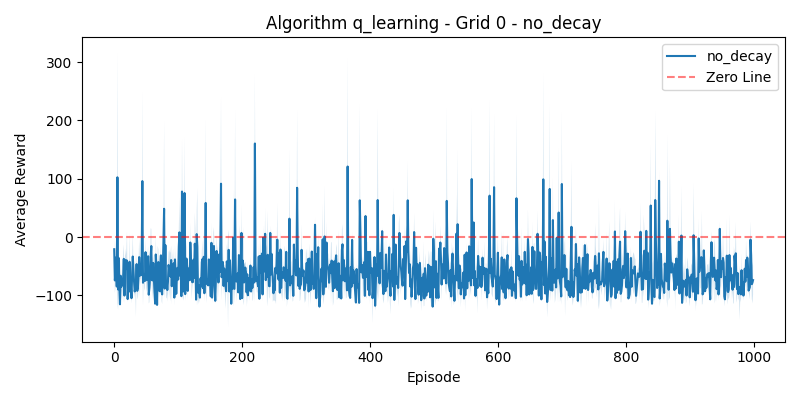 Algorithm q_learning - Grid 0 - no_decay
no_decay
Zero Line
300
200
100
0
−100
Average Reward
0
200
400
600
800
1000
Episode